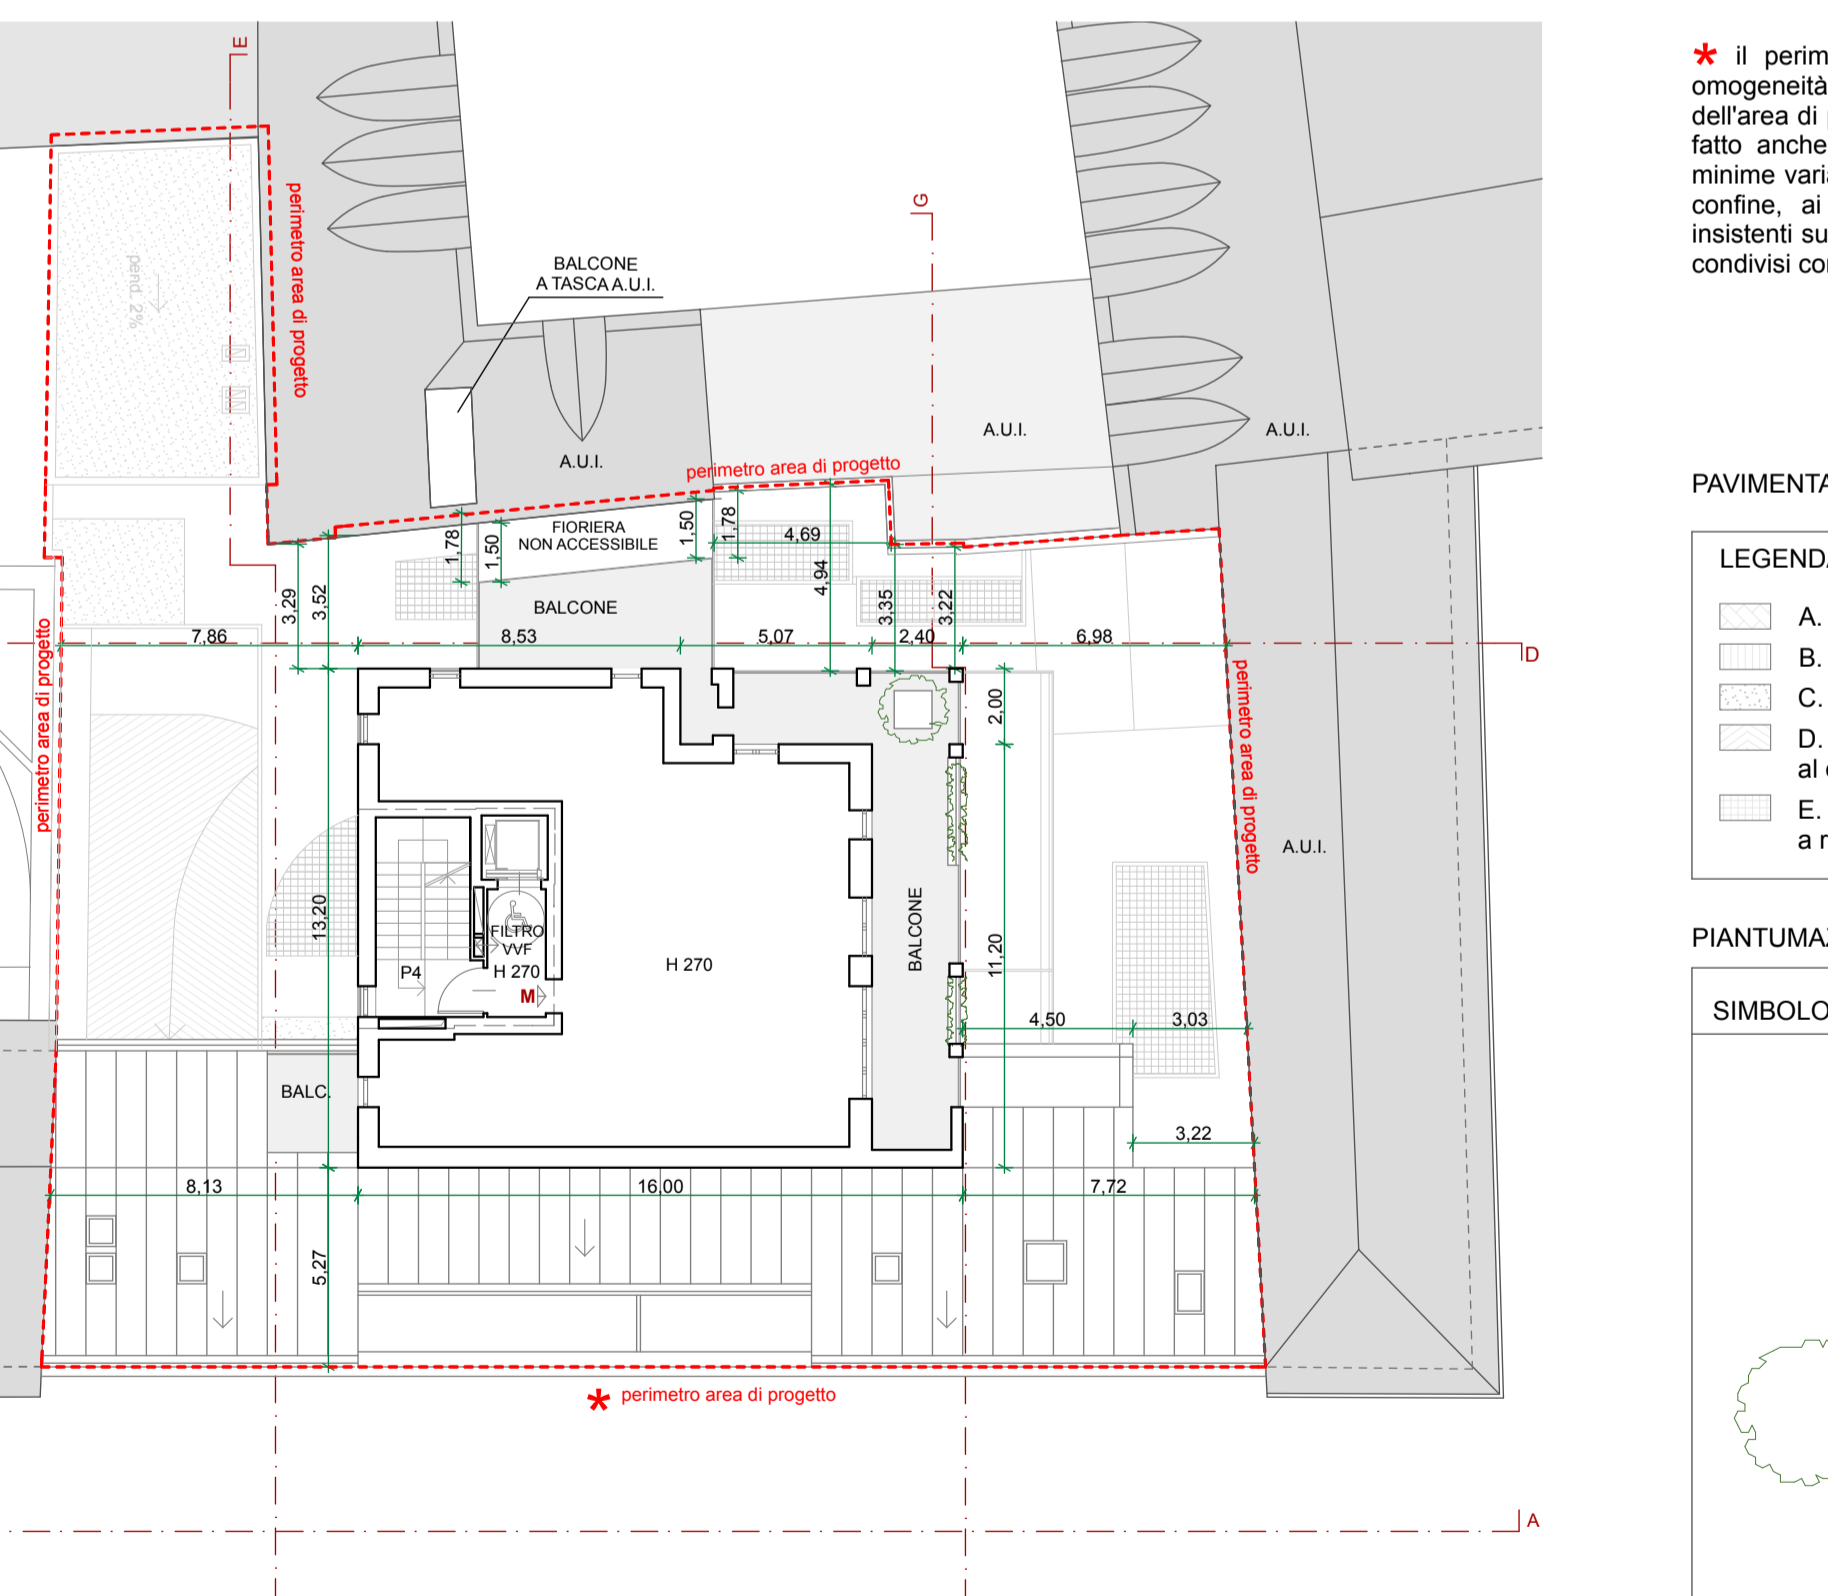 E
G
pend. 2%
perimetro area di progetto
BALCONE
A TASCA A.U.I.
A.U.I.
A.U.I.
A.U.I.
perimetro area di progetto
1,78
1,50
FIORIERA
NON ACCESSIBILE
1,50
1,78
4,69
4,94
3,29
3,52
BALCONE
3,35
3,22
7,86
8,53
5,07
2,40
6,98
D
perimetro area di progetto
perimetro area di progetto
2,00
A.U.I.
13,20
FILTRO
VVF
P4
H 270
M
H 270
BALCONE
11,20
4,50
3,03
BALC.
3,22
8,13
16,00
7,72
5,27
* perimetro area di progetto
A
* il perim
omogeneità
dell'area di
fatto anche
minime vari
confine, ai
insistenti su
condivisi co
PAVIMENTA
LEGEND
A.
B.
C.
D.
al
E.
a
PIANTUMA
SIMBOLO